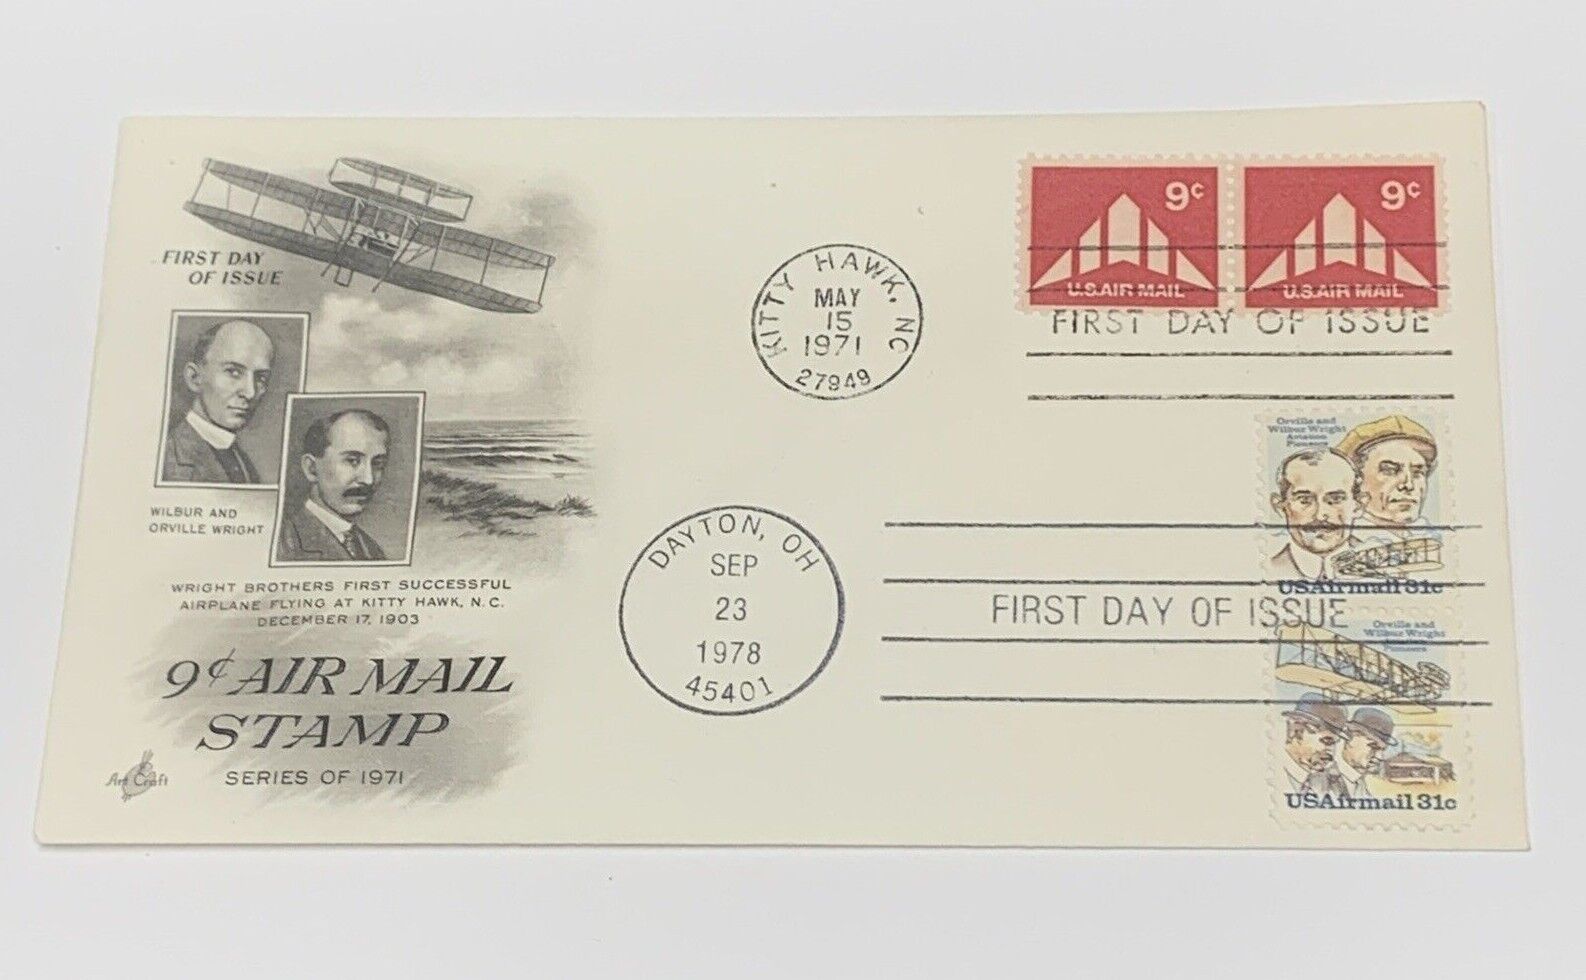 FIRST DAY
OF ISSUE
WILBUR AND
ORVILLE WRIGHT
WRIGHT BROTHERS FIRST SUCCESSFUL
AIRPLANE FLYING AT KITTY HAWK, N.C.
DECEMBER 17, 1903
9¢ AIR MAIL
STAMP
SERIES OF 1971
Art Craft
KITTY HAWK, NC
MAY
15
1971
27949
9c
U.S.AIR MAIL
9c
U.S.AIR MAIL
FIRST DAY OF ISSUE
DAYTON, OH
SEP
23
1978
45401
FIRST DAY OF ISSUE
Orville and
Wilbur Wright
Aviation
Pioneers
USAirmail 31c
Orville and
Wilbur Wright
Aviation
Pioneers
USAirmail 31c